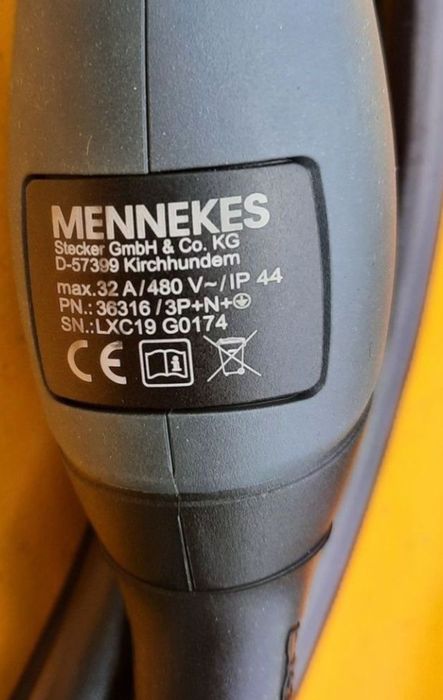 MENNEKES
Stecker GmbH & Co. KG
D-57399 Kirchhundem
max.32 A/480 V~/IP 44
PN.: 36316/3P+N+⏚
SN.:LXC19 G0174
CE i